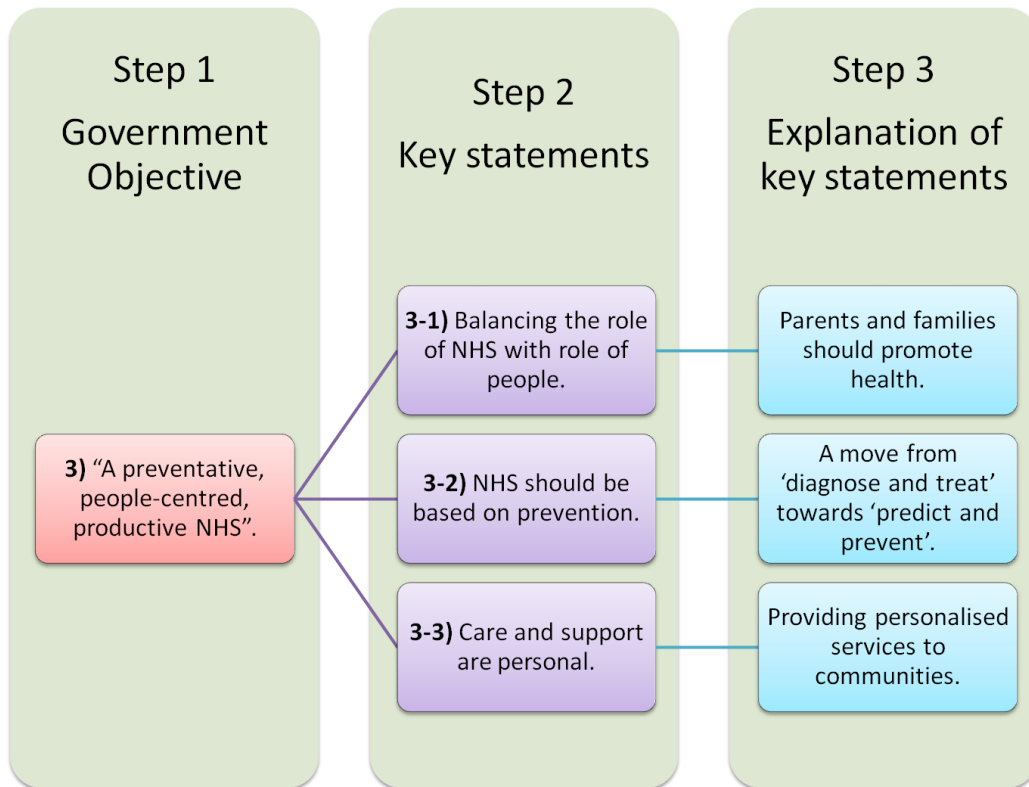 Step 1
Government
Objective
Step 2
Key statements
Step 3
Explanation of
key statements
3) “A preventative,
people-centred,
productive NHS”.
3-1) Balancing the role
of NHS with role of
people.
3-2) NHS should be
based on prevention.
3-3) Care and support
are personal.
Parents and families
should promote
health.
A move from
‘diagnose and treat’
towards ‘predict and
prevent’.
Providing personalised
services to
communities.